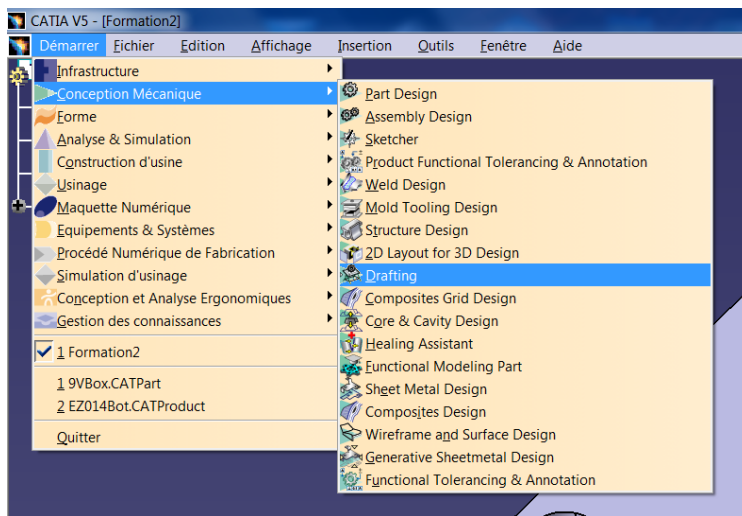 CATIA V5 - [Formation2]
Démarrer Fichier Edition Affichage Insertion Outils Fenêtre Aide
Infrastructure
Conception Mécanique
Forme
Analyse & Simulation
Construction d'usine
Usinage
Maquette Numérique
Equipements & Systèmes
Procédé Numérique de Fabrication
Simulation d'usinage
Conception et Analyse Ergonomiques
Gestion des connaissances
1 Formation2
1 9VBox.CATPart
2 EZ014Bot.CATProduct
Quitter
Part Design
Assembly Design
Sketcher
Product Functional Tolerancing & Annotation
Weld Design
Mold Tooling Design
Structure Design
2D Layout for 3D Design
Drafting
Composites Grid Design
Core & Cavity Design
Healing Assistant
Functional Modeling Part
Sheet Metal Design
Composites Design
Wireframe and Surface Design
Generative Sheetmetal Design
Functional Tolerancing & Annotation